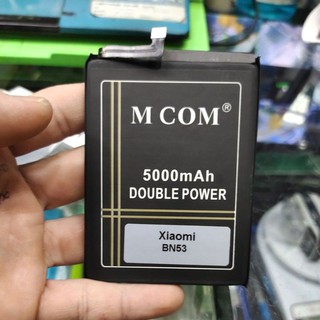 M COM®
5000mAh
DOUBLE POWER
Xiaomi
BN53